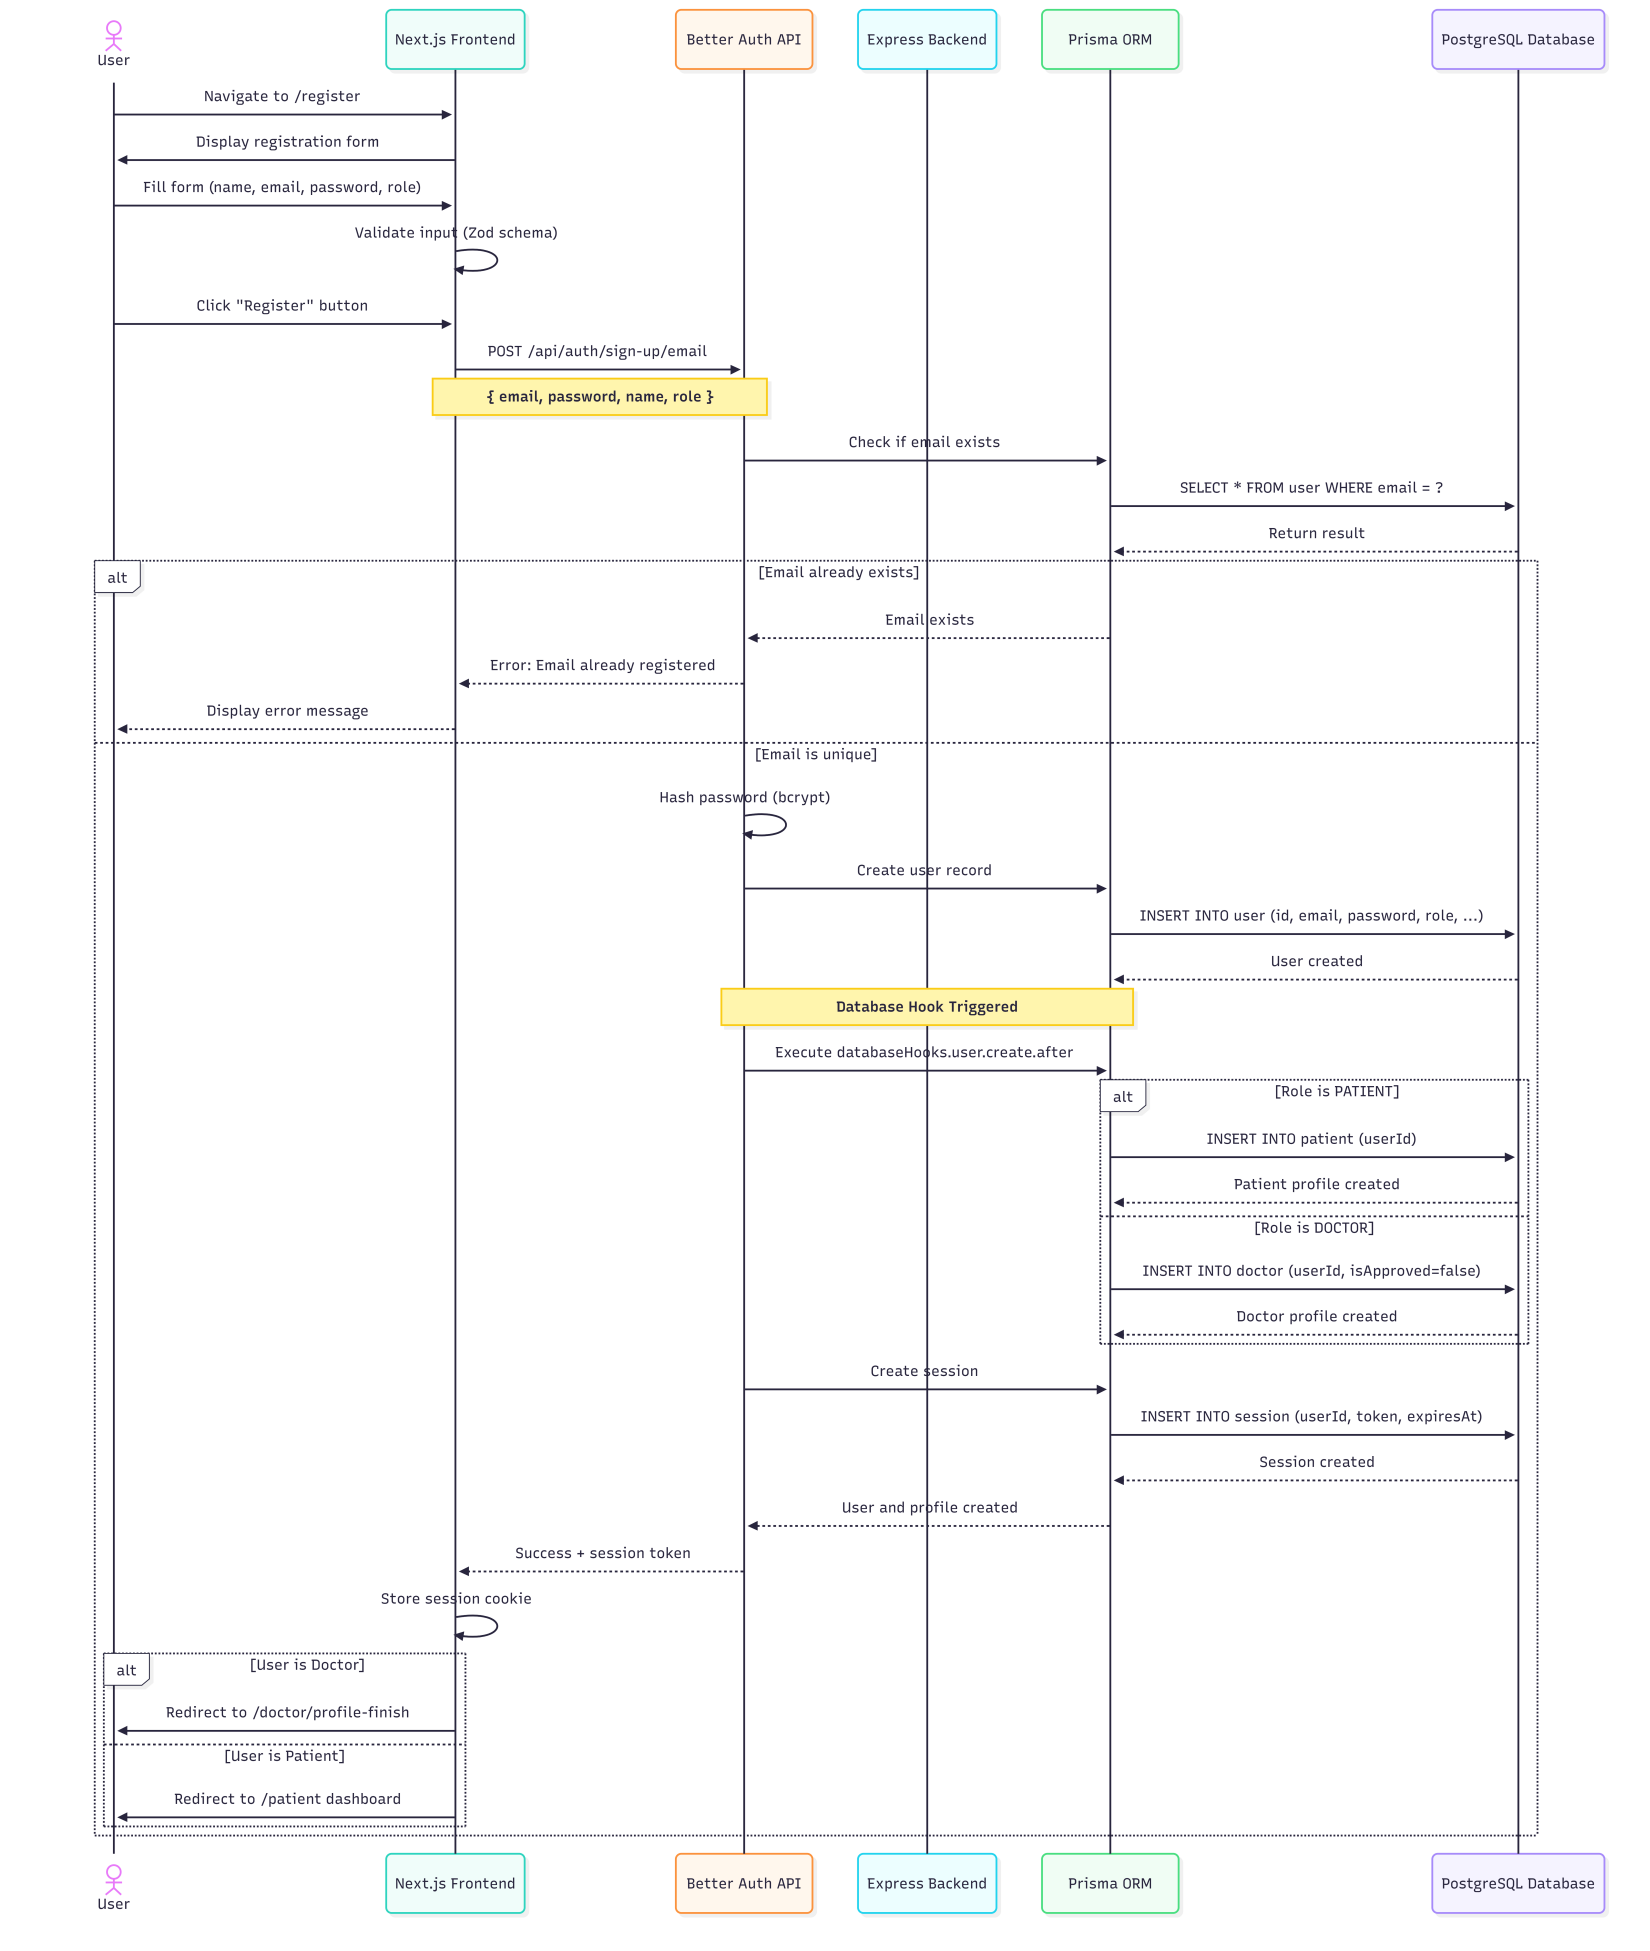 User
Next.js Frontend
Better Auth API
Express Backend
Prisma ORM
PostgreSQL Database
Navigate to /register
Display registration form
Fill form (name, email, password, role)
Validate input (Zod schema)
Click "Register" button
POST /api/auth/sign-up/email
{ email, password, name, role }
Check if email exists
SELECT * FROM user WHERE email = ?
Return result
alt
[Email already exists]
Email exists
Error: Email already registered
Display error message
[Email is unique]
Hash password (bcrypt)
Create user record
INSERT INTO user (id, email, password, role, ...)
User created
Database Hook Triggered
Execute databaseHooks.user.create.after
alt
[Role is PATIENT]
INSERT INTO patient (userId)
Patient profile created
[Role is DOCTOR]
INSERT INTO doctor (userId, isApproved=false)
Doctor profile created
Create session
INSERT INTO session (userId, token, expiresAt)
Session created
User and profile created
Success + session token
Store session cookie
alt
[User is Doctor]
Redirect to /doctor/profile-finish
[User is Patient]
Redirect to /patient dashboard
User
Next.js Frontend
Better Auth API
Express Backend
Prisma ORM
PostgreSQL Database